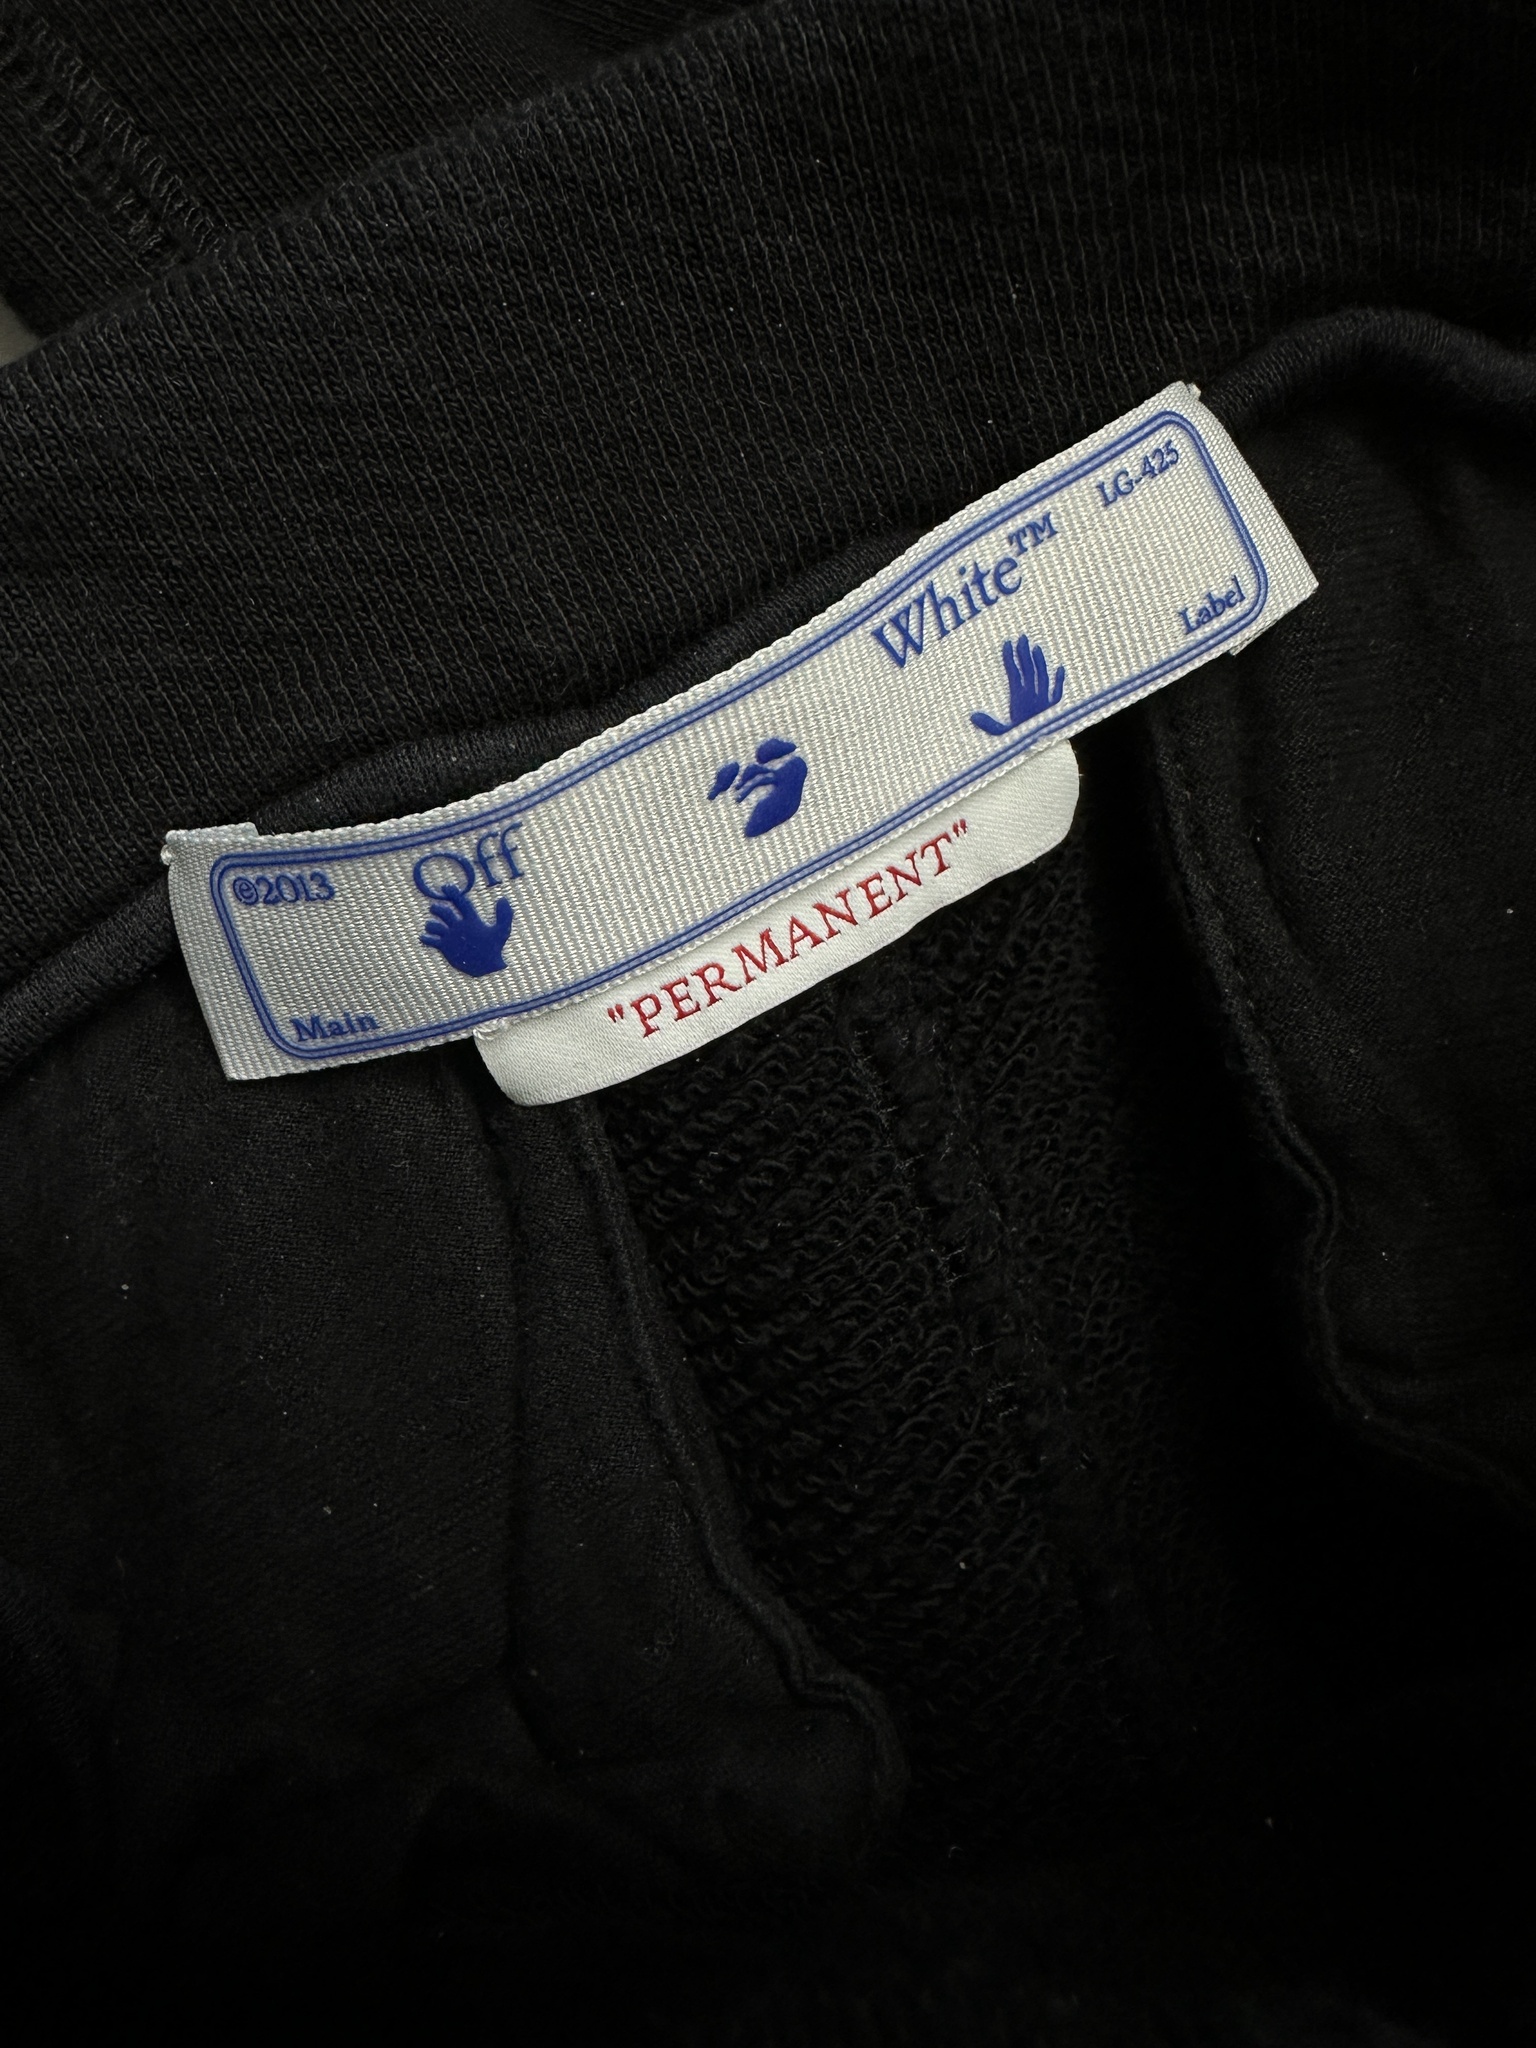 ©2013
Off
White™
LG-425
Main
Label
"PERMANENT"